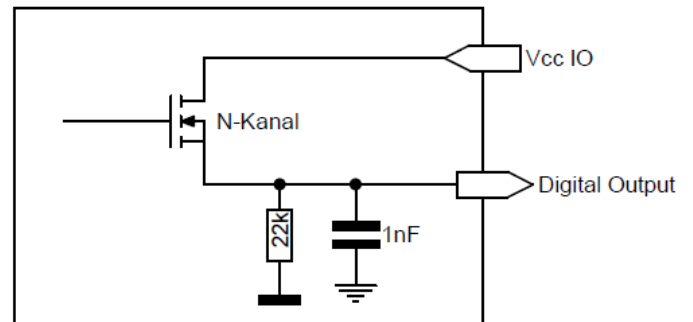 Vcc IO
N-Kanal
Digital Output
22k
1nF